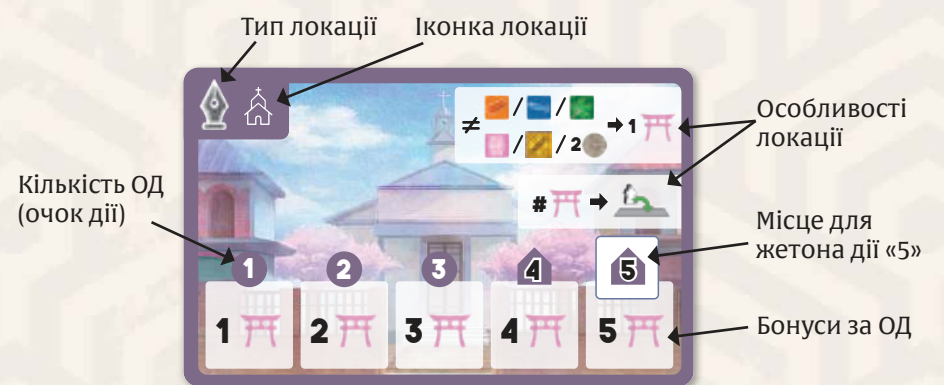 Тип локації
Іконка локації
≠ / / → 1
/ / 2
# →
Особливості
локації
Кількість ОД
(очок дії)
Місце для
жетона дії «5»
1 2 3 4 5
1 2 3 4 5
Бонуси за ОД